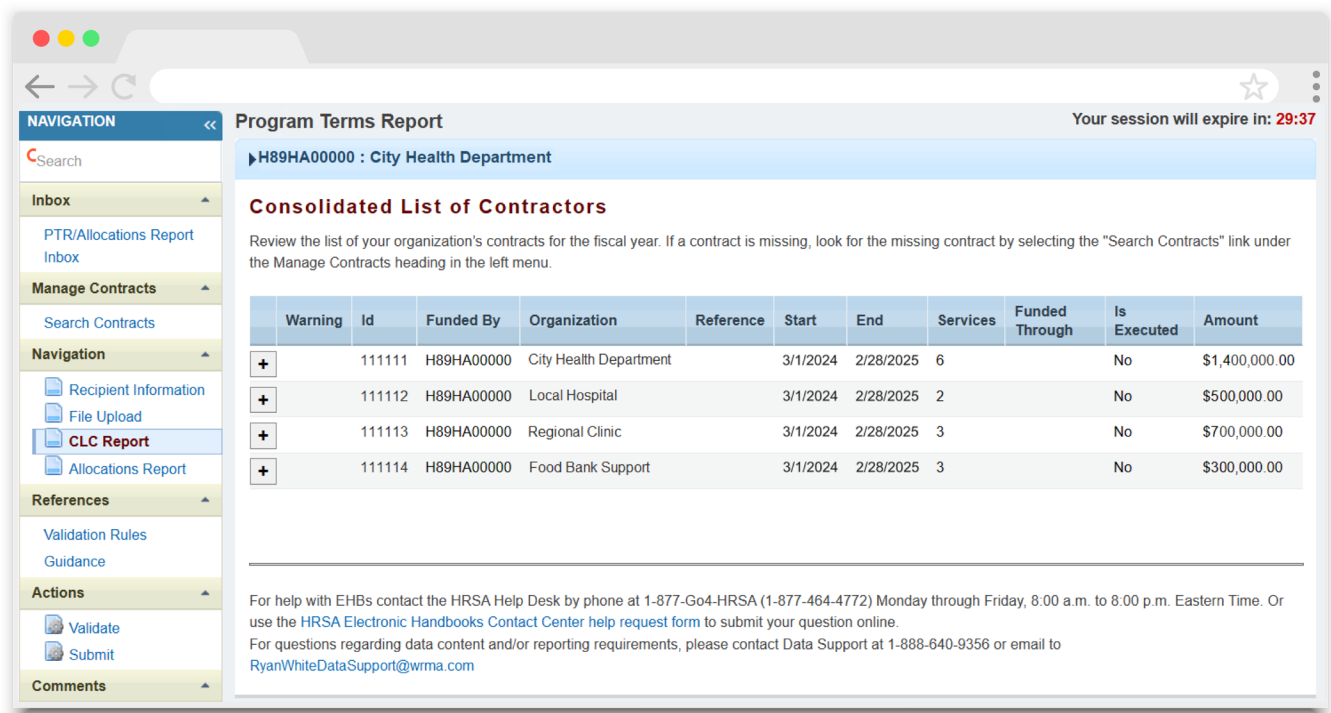 NAVIGATION
Search
Inbox
PTR/Allocations Report
Inbox
Manage Contracts
Search Contracts
Navigation
Recipient Information
File Upload
CLC Report
Allocations Report
References
Validation Rules
Guidance
Actions
Validate
Submit
Comments
Program Terms Report
Your session will expire in: 29:37
H89HA00000 : City Health Department
Consolidated List of Contractors
Review the list of your organization's contracts for the fiscal year. If a contract is missing, look for the missing contract by selecting the "Search Contracts" link under
the Manage Contracts heading in the left menu.
Warning Id Funded By Organization Reference Start End Services Funded Through Is Executed Amount
+ 111111 H89HA00000 City Health Department 3/1/2024 2/28/2025 6 No $1,400,000.00
+ 111112 H89HA00000 Local Hospital 3/1/2024 2/28/2025 2 No $500,000.00
+ 111113 H89HA00000 Regional Clinic 3/1/2024 2/28/2025 3 No $700,000.00
+ 111114 H89HA00000 Food Bank Support 3/1/2024 2/28/2025 3 No $300,000.00
For help with EHBs contact the HRSA Help Desk by phone at 1-877-Go4-HRSA (1-877-464-4772) Monday through Friday, 8:00 a.m. to 8:00 p.m. Eastern Time. Or
use the HRSA Electronic Handbooks Contact Center help request form to submit your question online.
For questions regarding data content and/or reporting requirements, please contact Data Support at 1-888-640-9356 or email to
RyanWhiteDataSupport@wrma.com